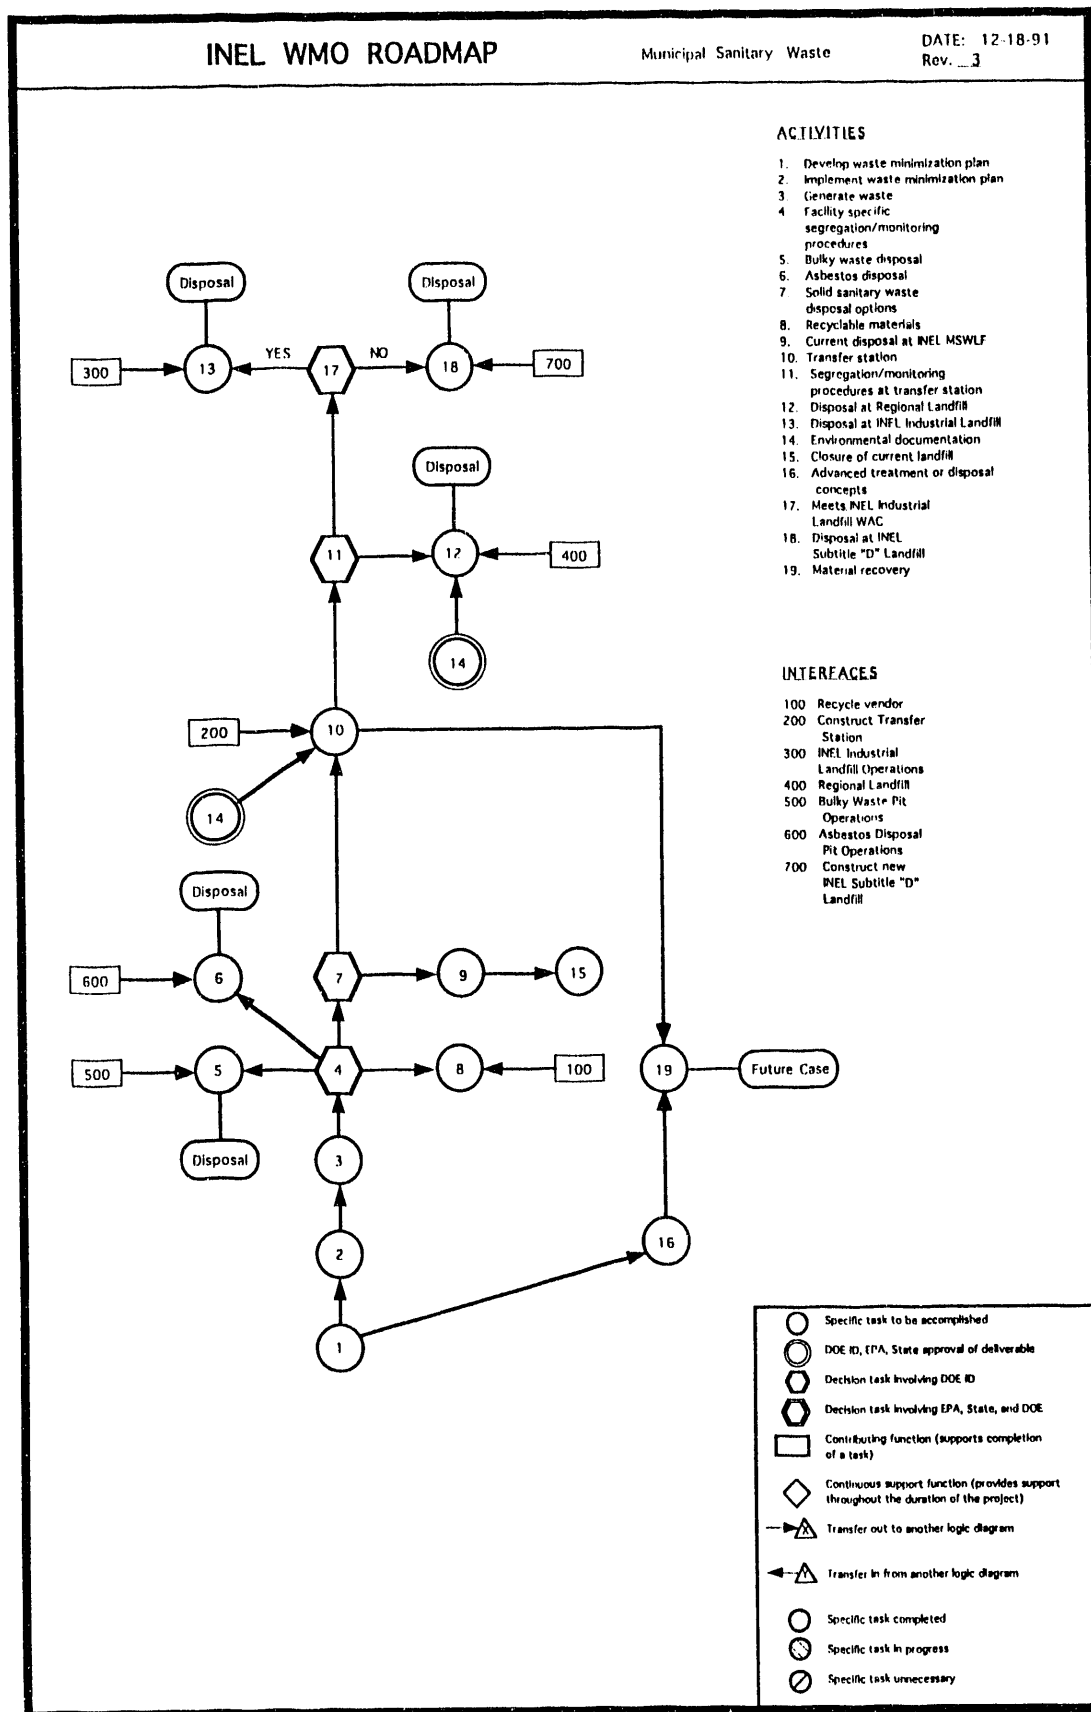 INEL WMO ROADMAP
Municipal Sanitary Waste
DATE: 12-18-91
Rev. 3
ACTIVITIES
1. Develop waste minimization plan
2. Implement waste minimization plan
3. Generate waste
4 Facility specific
segregation/monitoring
procedures
5. Bulky waste disposal
6. Asbestos disposal
7. Solid sanitary waste
disposal options
8. Recyclable materials
9. Current disposal at INEL MSWLF
10. Transfer station
11. Segregation/monitoring
procedures at transfer station
12. Disposal at Regional Landfill
13. Disposal at INEL Industrial Landfill
14. Environmental documentation
15. Closure of current landfill
16. Advanced treatment or disposal
concepts
17. Meets INEL Industrial
Landfill WAC
18. Disposal at INEL
Subtitle "D" Landfill
19. Material recovery
Disposal
Disposal
300
13
YES
17
NO
18
700
Disposal
11
12
400
14
200
10
14
Disposal
600
6
7
9
15
500
5
4
8
100
19
Future Case
Disposal
3
2
16
1
INTERFACES
100 Recycle vendor
200 Construct Transfer
Station
300 INEL Industrial
Landfill Operations
400 Regional Landfill
500 Bulky Waste Pit
Operations
600 Asbestos Disposal
Pit Operations
700 Construct new
INEL Subtitle "D"
Landfill
Specific task to be accomplished
DOE ID, EPA, State approval of deliverable
Decision task involving DOE ID
Decision task involving EPA, State, and DOE
Contributing function (supports completion
of a task)
Continuous support function (provides support
throughout the duration of the project)
X
Transfer out to another logic diagram
Y
Transfer in from another logic diagram
Specific task completed
Specific task in progress
Specific task unnecessary